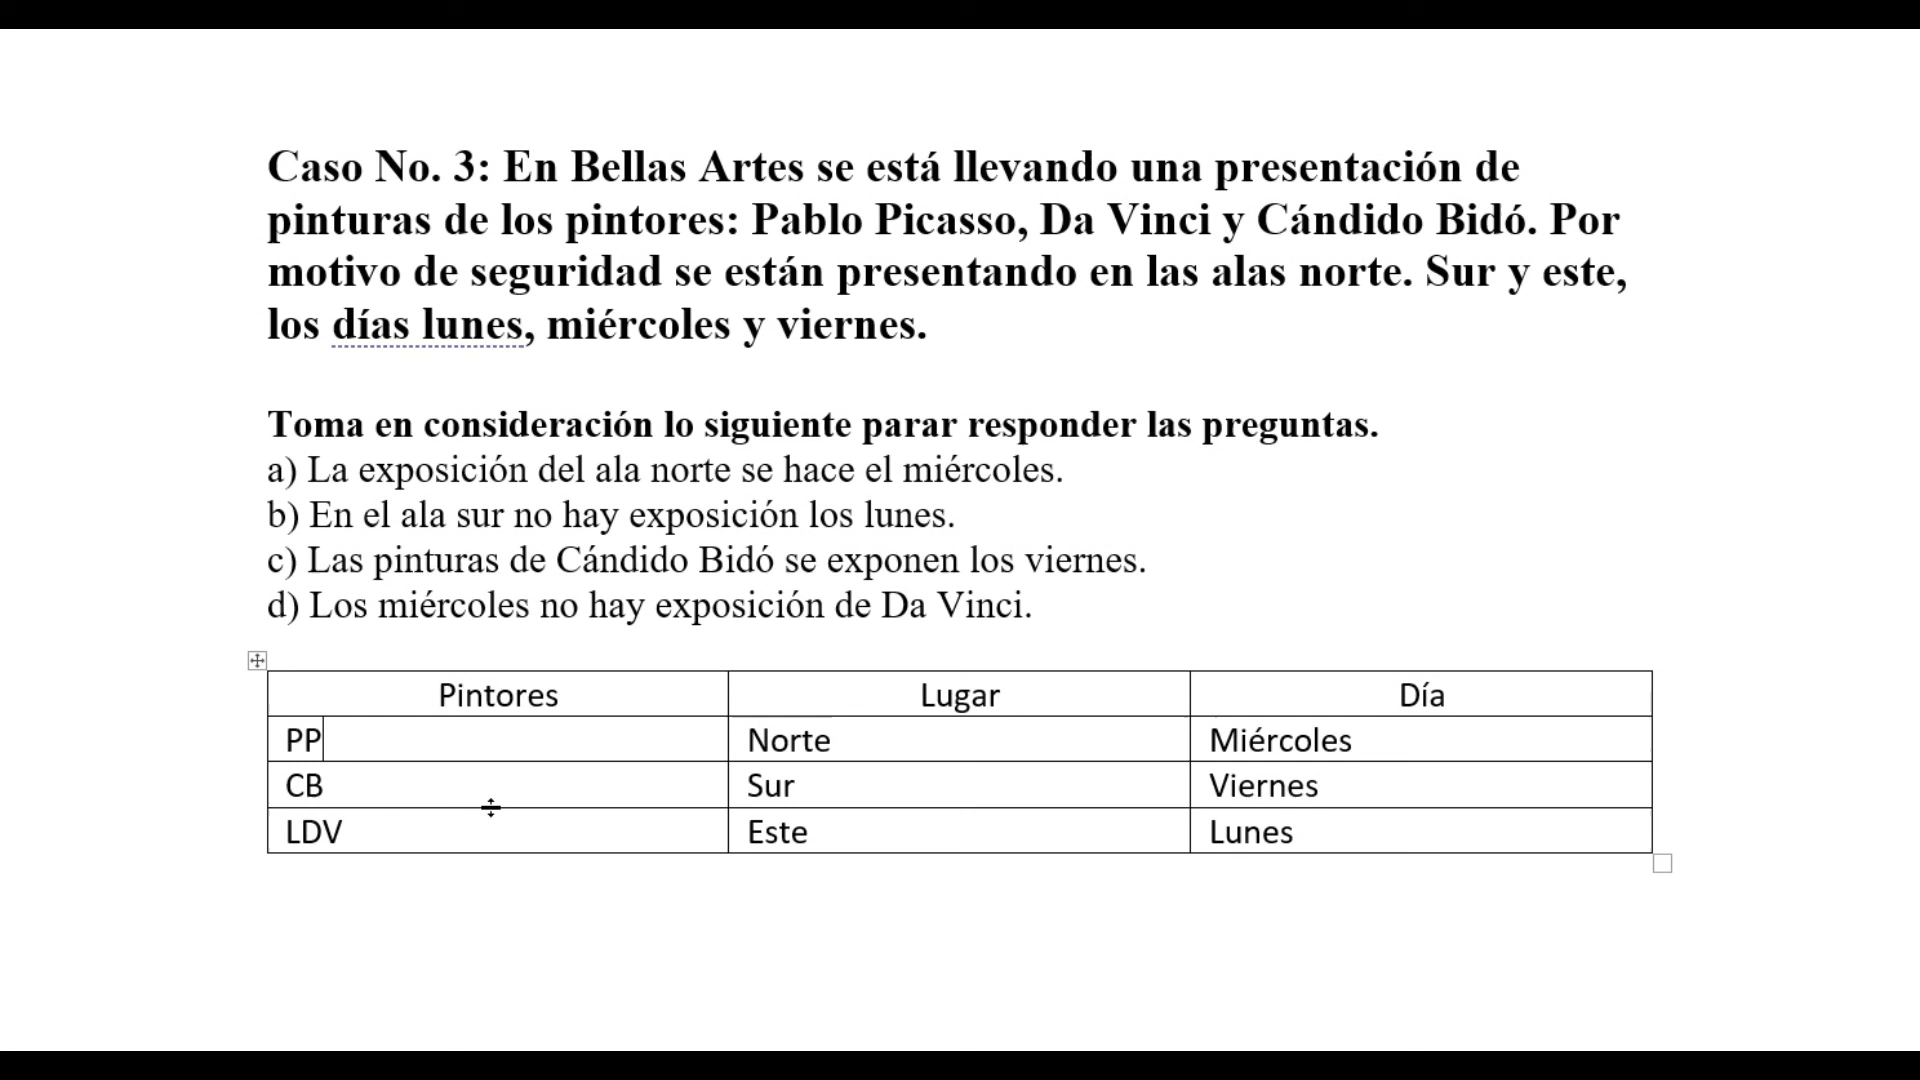 Caso No. 3: En Bellas Artes se está llevando una presentación de
pinturas de los pintores: Pablo Picasso, Da Vinci y Cándido Bidó. Por
motivo de seguridad se están presentando en las alas norte. Sur y este,
los días lunes, miércoles y viernes.
Toma en consideración lo siguiente parar responder las preguntas.
a) La exposición del ala norte se hace el miércoles.
b) En el ala sur no hay exposición los lunes.
c) Las pinturas de Cándido Bidó se exponen los viernes.
d) Los miércoles no hay exposición de Da Vinci.
Pintores Lugar Día
PP Norte Miércoles
CB Sur Viernes
LDV Este Lunes